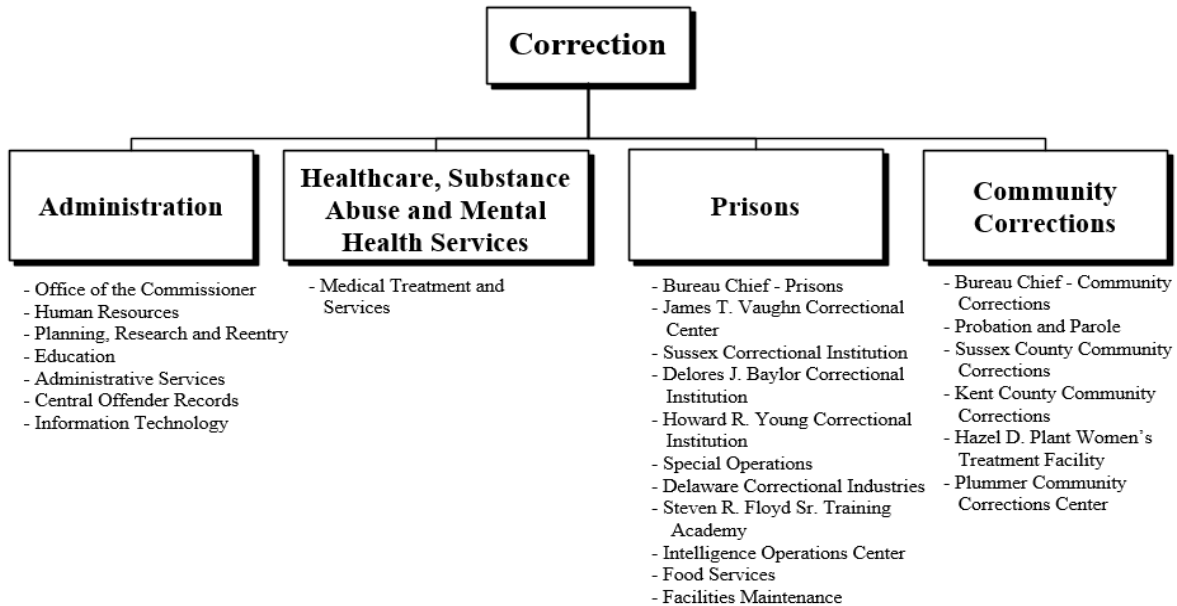 Correction
Administration
- Office of the Commissioner
- Human Resources
- Planning, Research and Reentry
- Education
- Administrative Services
- Central Offender Records
- Information Technology
Healthcare, Substance
Abuse and Mental
Health Services
- Medical Treatment and
Services
Prisons
- Bureau Chief - Prisons
- James T. Vaughn Correctional
Center
- Sussex Correctional Institution
- Delores J. Baylor Correctional
Institution
- Howard R. Young Correctional
Institution
- Special Operations
- Delaware Correctional Industries
- Steven R. Floyd Sr. Training
Academy
- Intelligence Operations Center
- Food Services
- Facilities Maintenance
Community
Corrections
- Bureau Chief - Community
Corrections
- Probation and Parole
- Sussex County Community
Corrections
- Kent County Community
Corrections
- Hazel D. Plant Women’s
Treatment Facility
- Plummer Community
Corrections Center